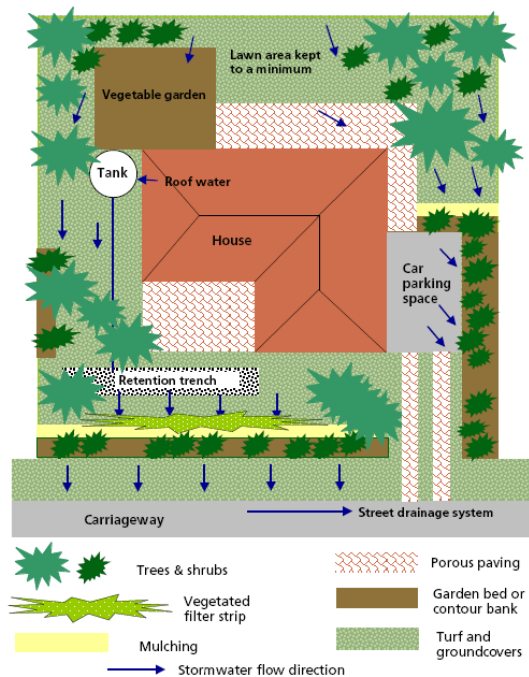 Lawn area kept
to a minimum
Vegetable garden
Tank
Roof water
House
Car
parking
space
Retention trench
Carriageway
Street drainage system
Trees & shrubs
Porous paving
Vegetated
filter strip
Garden bed or
contour bank
Mulching
Turf and
groundcovers
Stormwater flow direction